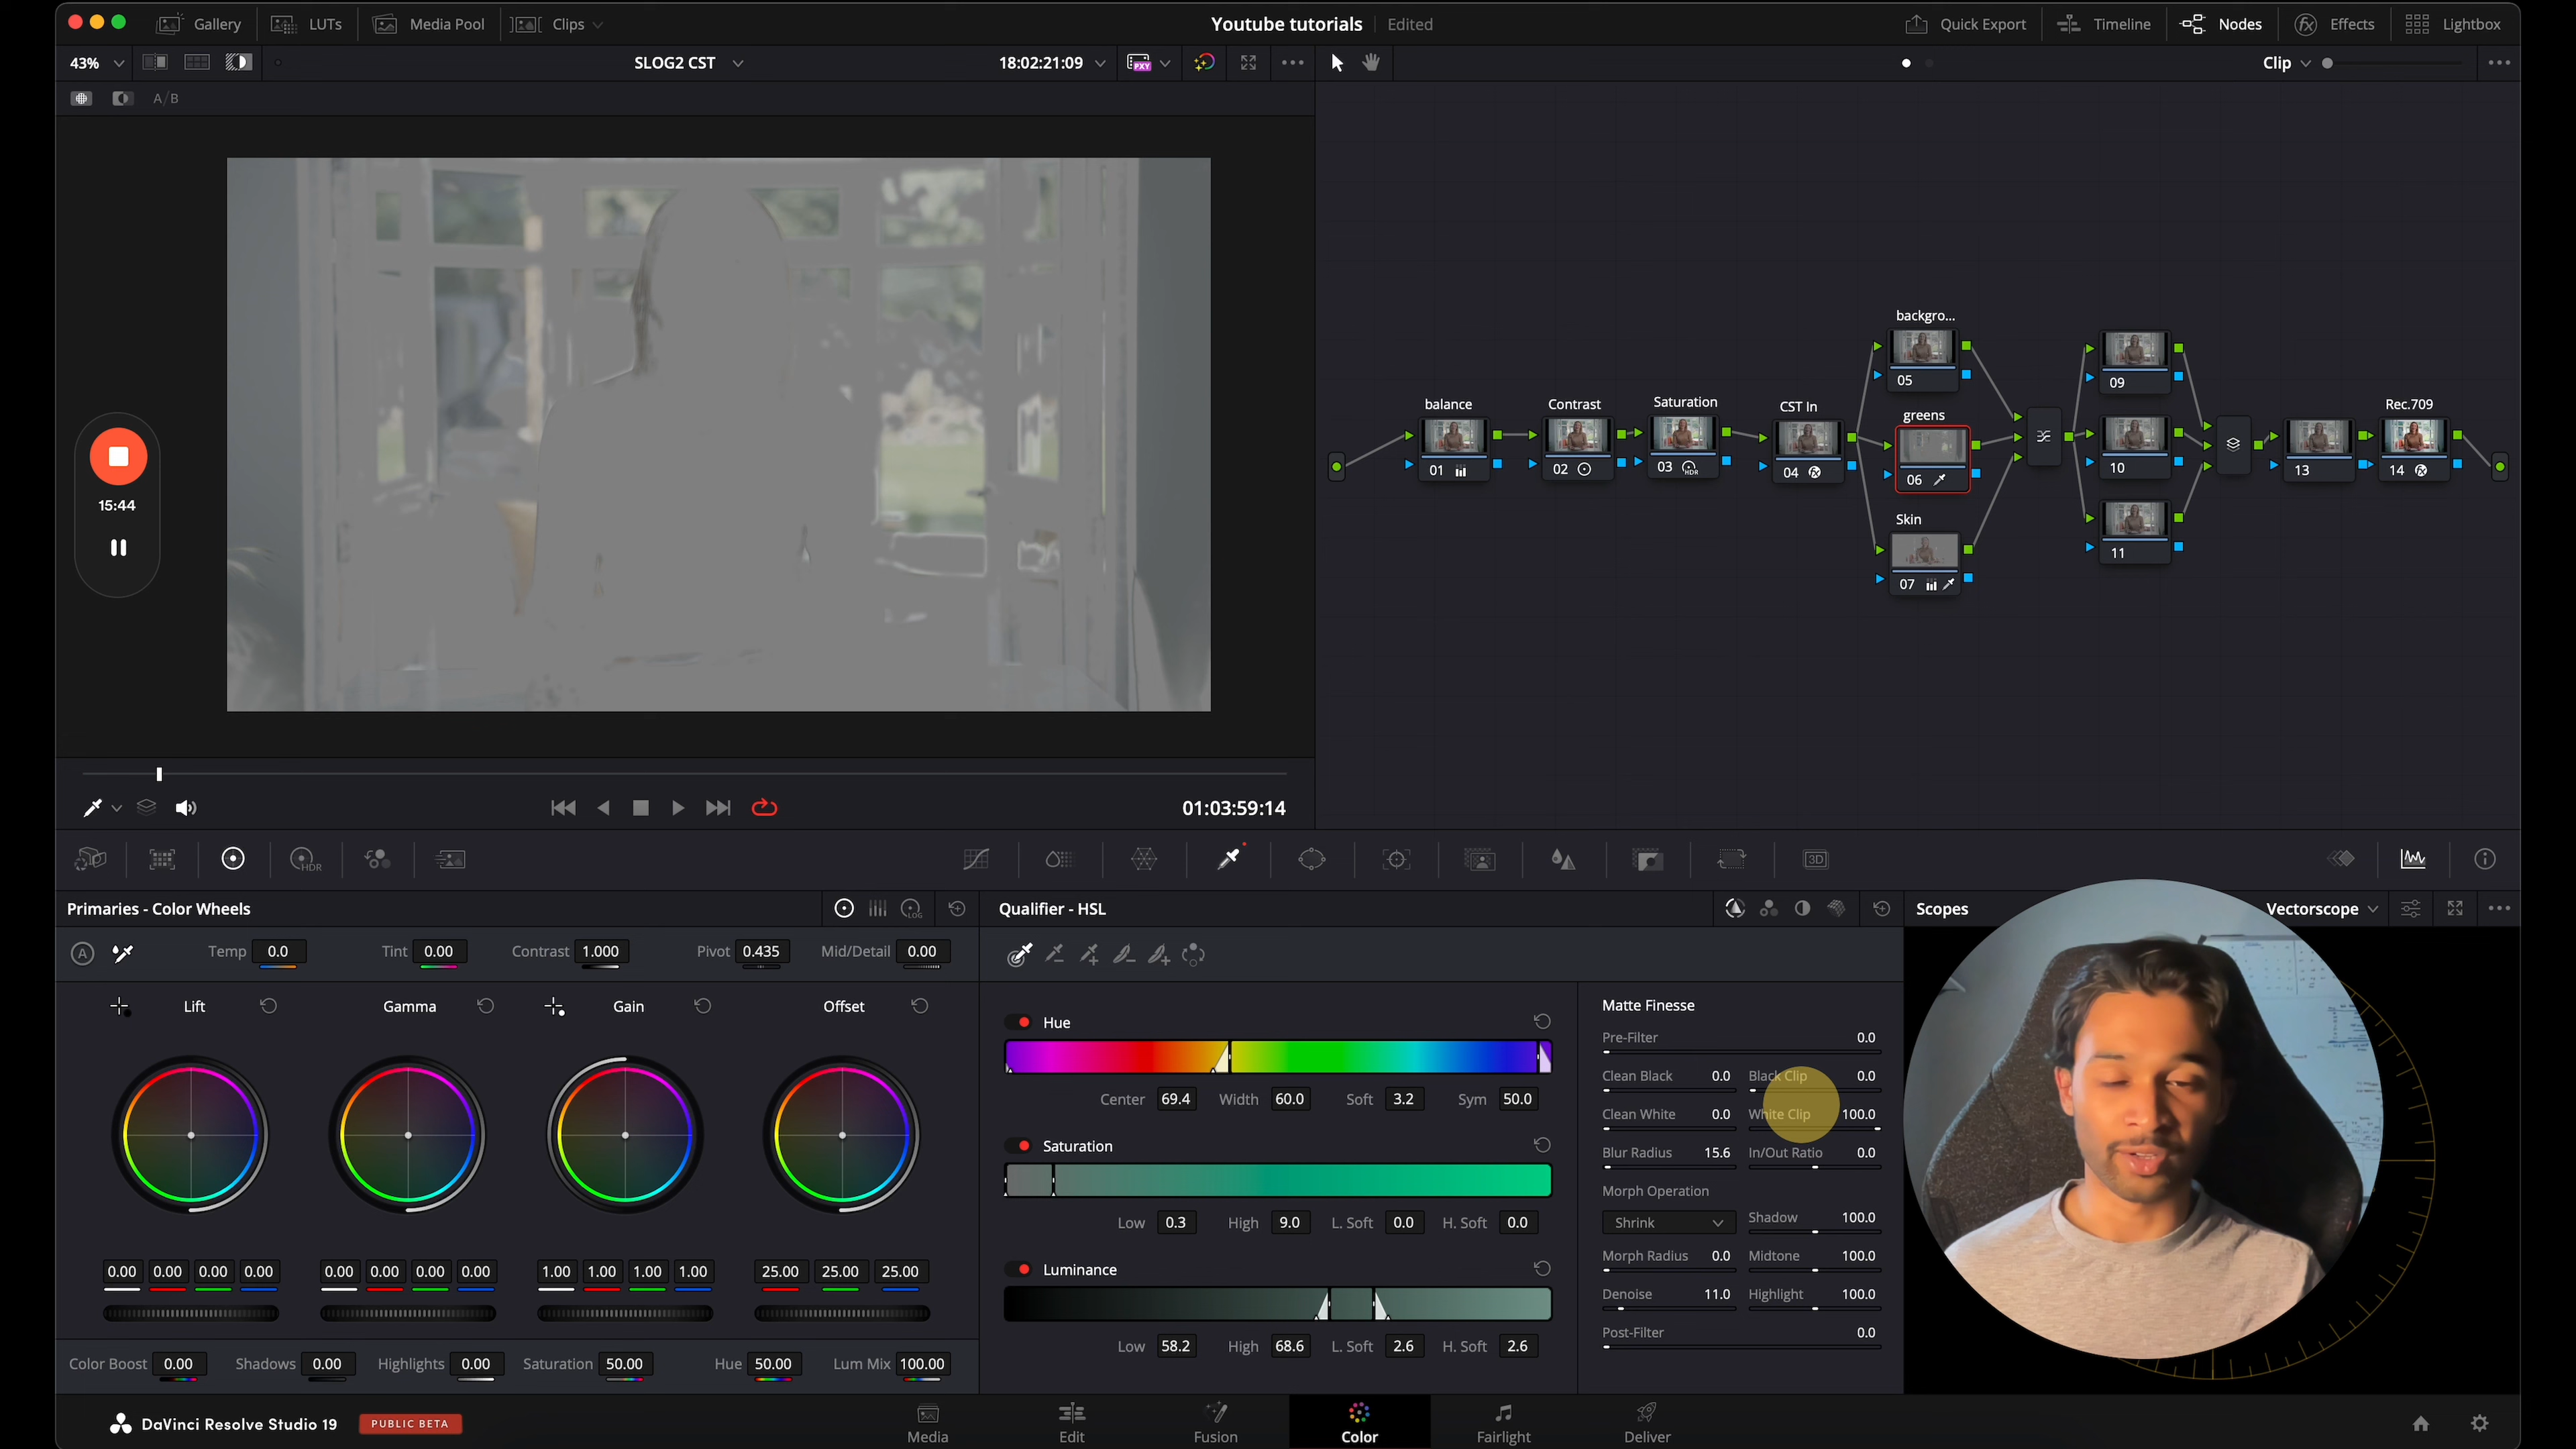 Gallery LUTs Media Pool Clips Youtube tutorials Edited Quick Export Timeline Nodes Effects Lightbox
43% SLOG2 CST 18:02:21:09 PXY Clip
A/B
backgro...
05
09
balance Contrast Saturation CST In greens Rec.709
01 02 03 HDR 04 06 10 13 14
Skin
07
11
15:44
01:03:59:14
HDR 3D
Primaries - Color Wheels LOG Qualifier - HSL Scopes Vectorscope
A Temp 0.0 Tint 0.00 Contrast 1.000 Pivot 0.435 Mid/Detail 0.00
Lift Gamma Gain Offset
0.00 0.00 0.00 0.00 0.00 0.00 0.00 0.00 1.00 1.00 1.00 1.00 25.00 25.00 25.00
Color Boost 0.00 Shadows 0.00 Highlights 0.00 Saturation 50.00 Hue 50.00 Lum Mix 100.00
Hue
Center 69.4 Width 60.0 Soft 3.2 Sym 50.0
Saturation
Low 0.3 High 9.0 L. Soft 0.0 H. Soft 0.0
Luminance
Low 58.2 High 68.6 L. Soft 2.6 H. Soft 2.6
Matte Finesse
Pre-Filter 0.0
Clean Black 0.0 Black Clip 0.0
Clean White 0.0 White Clip 100.0
Blur Radius 15.6 In/Out Ratio 0.0
Morph Operation
Shrink Shadow 100.0
Morph Radius 0.0 Midtone 100.0
Denoise 11.0 Highlight 100.0
Post-Filter 0.0
DaVinci Resolve Studio 19 PUBLIC BETA
Media Edit Fusion Color Fairlight Deliver